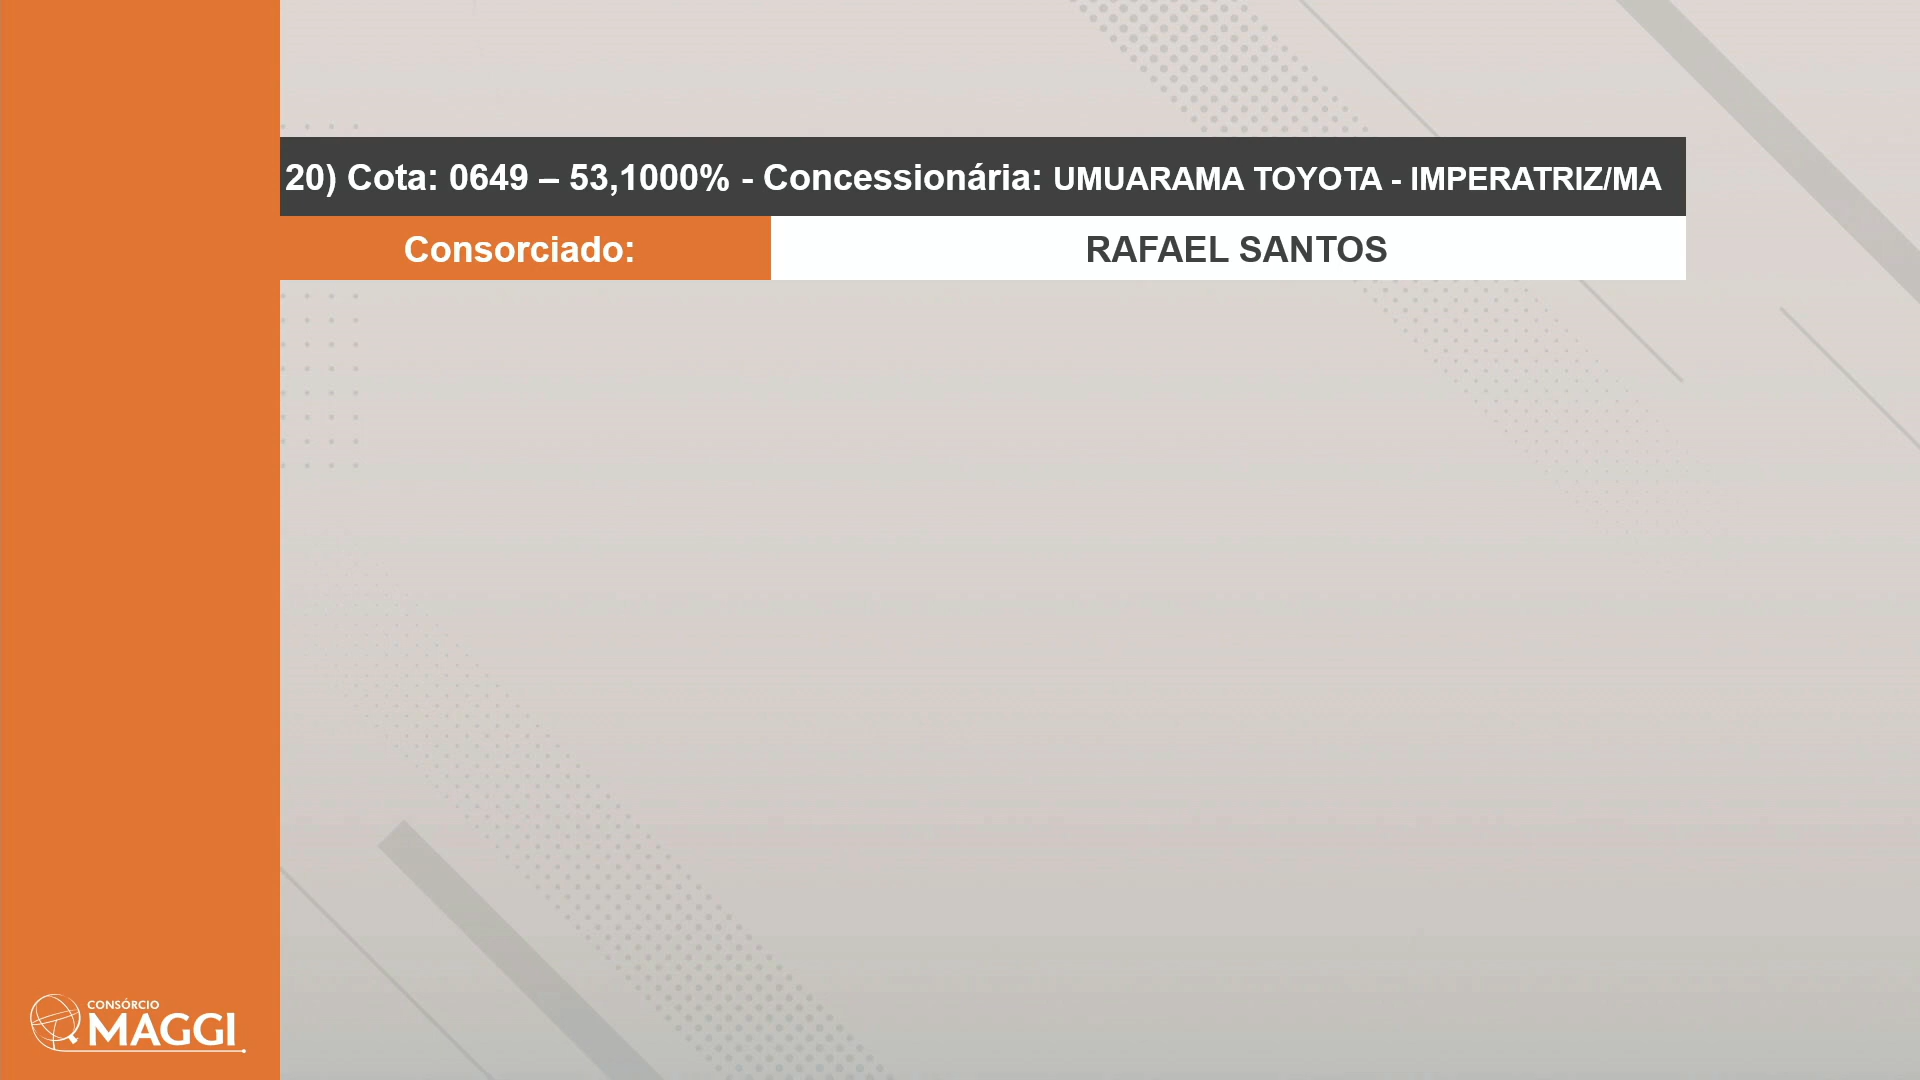 20) Cota: 0649 – 53,1000% - Concessionária: UMUARAMA TOYOTA - IMPERATRIZ/MA
Consorciado: RAFAEL SANTOS
CONSÓRCIO
MAGGI